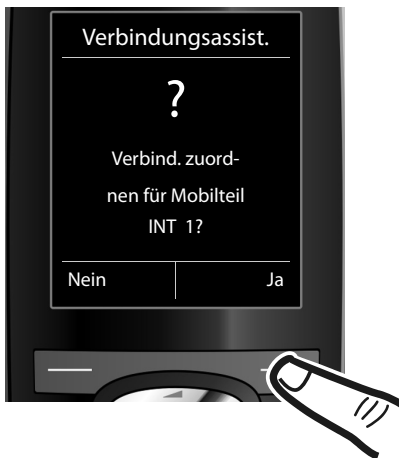 Verbindungsassist.
?
Verbind. zuord-
nen für Mobilteil
INT 1?
Nein Ja